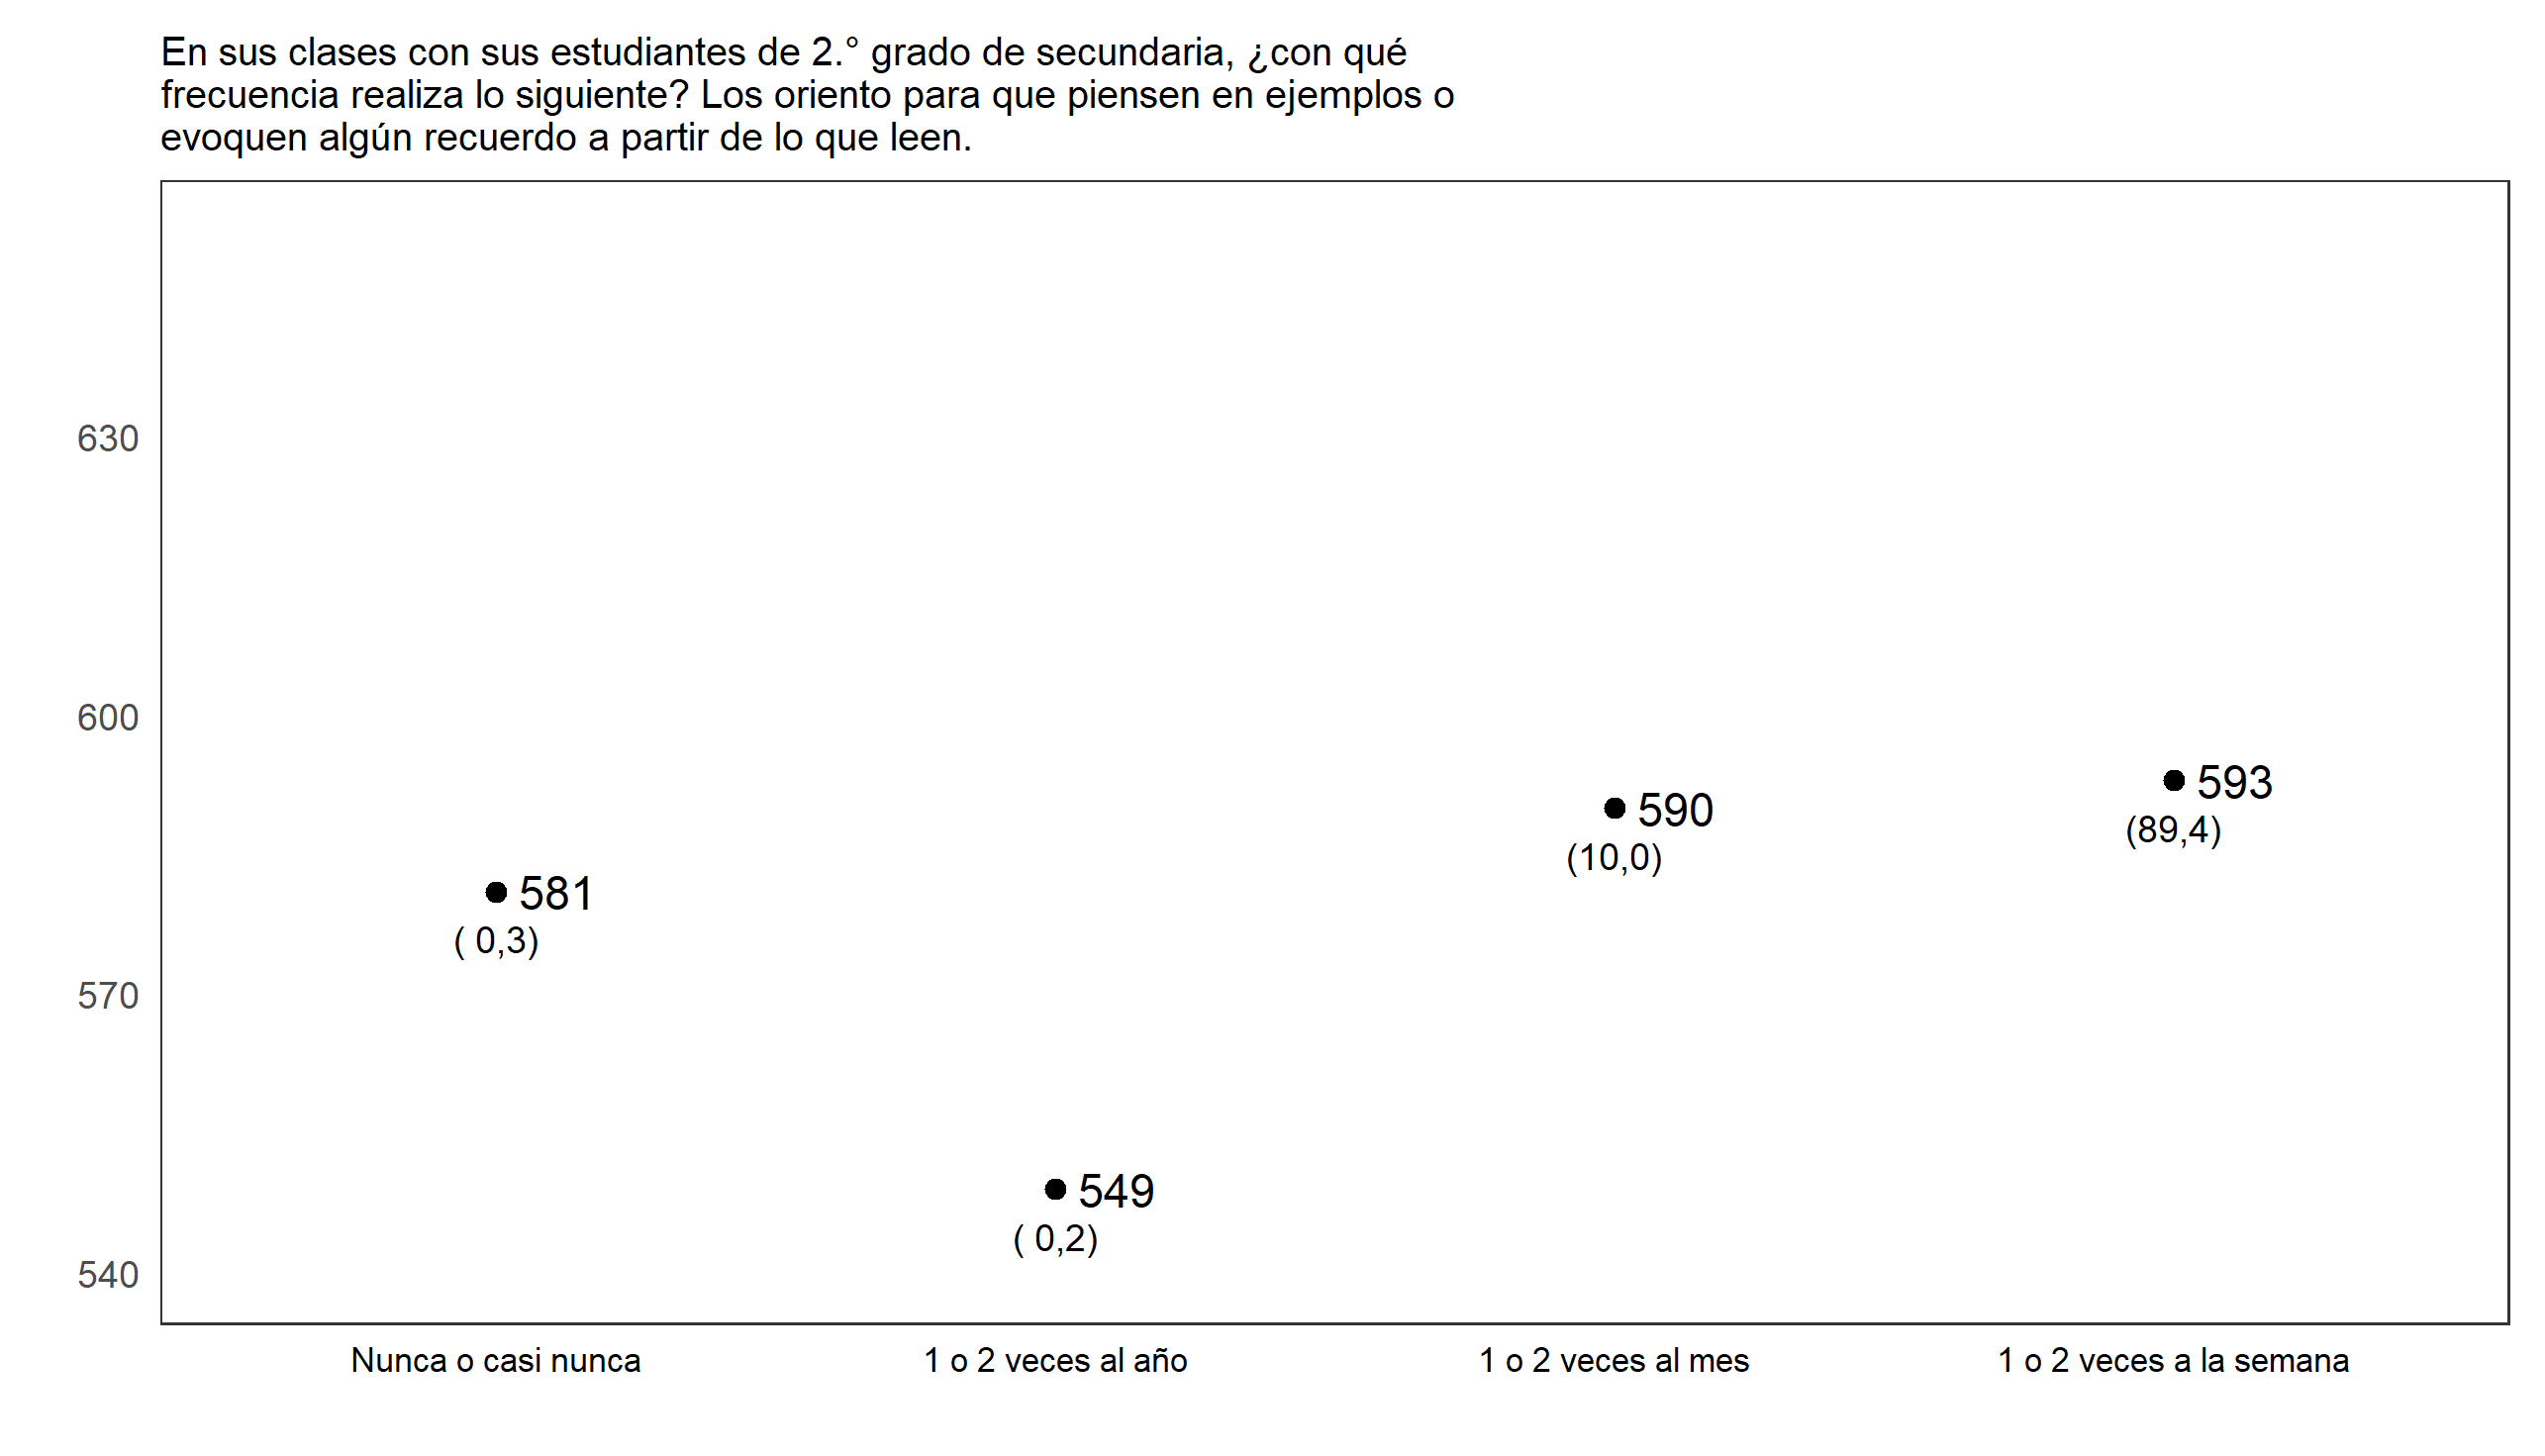 En sus clases con sus estudiantes de 2.° grado de secundaria, ¿con qué
frecuencia realiza lo siguiente? Los oriento para que piensen en ejemplos o
evoquen algún recuerdo a partir de lo que leen.
630
600
570
540
581
( 0,3)
549
( 0,2)
590
(10,0)
593
(89,4)
Nunca o casi nunca
1 o 2 veces al año
1 o 2 veces al mes
1 o 2 veces a la semana